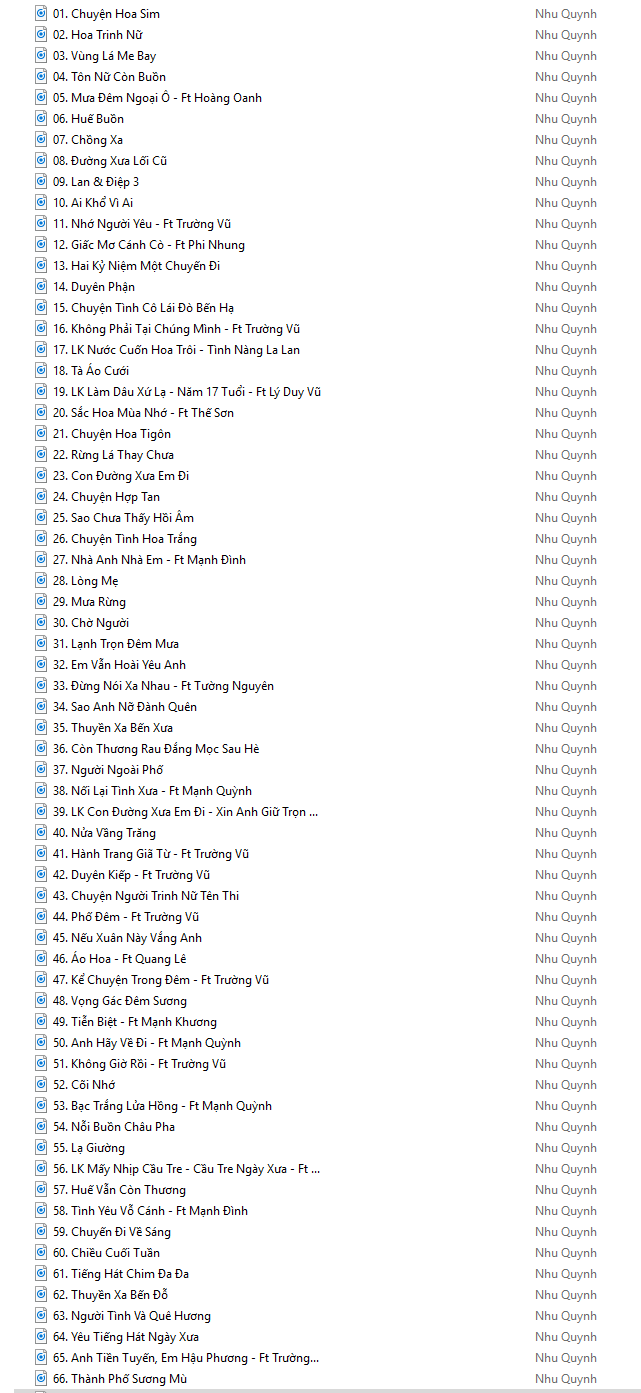 01. Chuyện Hoa Sim Nhu Quynh
02. Hoa Trinh Nữ Nhu Quynh
03. Vùng Lá Me Bay Nhu Quynh
04. Tôn Nữ Còn Buồn Nhu Quynh
05. Mưa Đêm Ngoại Ô - Ft Hoàng Oanh Nhu Quynh
06. Huế Buồn Nhu Quynh
07. Chồng Xa Nhu Quynh
08. Đường Xưa Lối Cũ Nhu Quynh
09. Lan & Điệp 3 Nhu Quynh
10. Ai Khổ Vì Ai Nhu Quynh
11. Nhớ Người Yêu - Ft Trường Vũ Nhu Quynh
12. Giấc Mơ Cánh Cò - Ft Phi Nhung Nhu Quynh
13. Hai Kỷ Niệm Một Chuyến Đi Nhu Quynh
14. Duyên Phận Nhu Quynh
15. Chuyện Tình Cô Lái Đò Bến Hạ Nhu Quynh
16. Không Phải Tại Chúng Mình - Ft Trường Vũ Nhu Quynh
17. LK Nước Cuốn Hoa Trôi - Tình Nàng La Lan Nhu Quynh
18. Tà Áo Cưới Nhu Quynh
19. LK Làm Dâu Xứ Lạ - Năm 17 Tuổi - Ft Lý Duy Vũ Nhu Quynh
20. Sắc Hoa Mùa Nhớ - Ft Thế Sơn Nhu Quynh
21. Chuyện Hoa Tigôn Nhu Quynh
22. Rừng Lá Thay Chưa Nhu Quynh
23. Con Đường Xưa Em Đi Nhu Quynh
24. Chuyện Hợp Tan Nhu Quynh
25. Sao Chưa Thấy Hồi Âm Nhu Quynh
26. Chuyện Tình Hoa Trắng Nhu Quynh
27. Nhà Anh Nhà Em - Ft Mạnh Đình Nhu Quynh
28. Lòng Mẹ Nhu Quynh
29. Mưa Rừng Nhu Quynh
30. Chờ Người Nhu Quynh
31. Lạnh Trọn Đêm Mưa Nhu Quynh
32. Em Vẫn Hoài Yêu Anh Nhu Quynh
33. Đừng Nói Xa Nhau - Ft Tường Nguyên Nhu Quynh
34. Sao Anh Nỡ Đành Quên Nhu Quynh
35. Thuyền Xa Bến Xưa Nhu Quynh
36. Còn Thương Rau Đắng Mọc Sau Hè Nhu Quynh
37. Người Ngoài Phố Nhu Quynh
38. Nối Lại Tình Xưa - Ft Mạnh Quỳnh Nhu Quynh
39. LK Con Đường Xưa Em Đi - Xin Anh Giữ Trọn ... Nhu Quynh
40. Nửa Vầng Trăng Nhu Quynh
41. Hành Trang Giã Từ - Ft Trường Vũ Nhu Quynh
42. Duyên Kiếp - Ft Trường Vũ Nhu Quynh
43. Chuyện Người Trinh Nữ Tên Thi Nhu Quynh
44. Phố Đêm - Ft Trường Vũ Nhu Quynh
45. Nếu Xuân Này Vắng Anh Nhu Quynh
46. Áo Hoa - Ft Quang Lê Nhu Quynh
47. Kể Chuyện Trong Đêm - Ft Trường Vũ Nhu Quynh
48. Vọng Gác Đêm Sương Nhu Quynh
49. Tiễn Biệt - Ft Mạnh Khương Nhu Quynh
50. Anh Hãy Về Đi - Ft Mạnh Quỳnh Nhu Quynh
51. Không Giờ Rồi - Ft Trường Vũ Nhu Quynh
52. Cõi Nhớ Nhu Quynh
53. Bạc Trắng Lửa Hồng - Ft Mạnh Quỳnh Nhu Quynh
54. Nỗi Buồn Châu Pha Nhu Quynh
55. Lạ Giường Nhu Quynh
56. LK Mấy Nhịp Cầu Tre - Cầu Tre Ngày Xưa - Ft ... Nhu Quynh
57. Huế Vẫn Còn Thương Nhu Quynh
58. Tình Yêu Vỗ Cánh - Ft Mạnh Đình Nhu Quynh
59. Chuyến Đi Về Sáng Nhu Quynh
60. Chiều Cuối Tuần Nhu Quynh
61. Tiếng Hát Chim Đa Đa Nhu Quynh
62. Thuyền Xa Bến Đỗ Nhu Quynh
63. Người Tình Và Quê Hương Nhu Quynh
64. Yêu Tiếng Hát Ngày Xưa Nhu Quynh
65. Anh Tiền Tuyến, Em Hậu Phương - Ft Trường... Nhu Quynh
66. Thành Phố Sương Mù Nhu Quynh